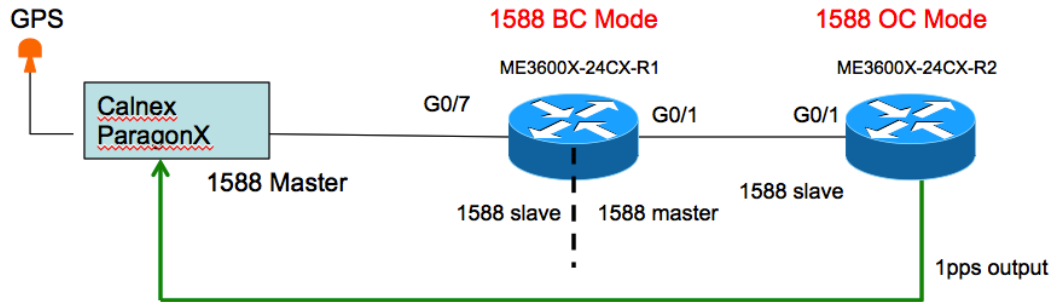 GPS
1588 BC Mode
1588 OC Mode
ME3600X-24CX-R1
ME3600X-24CX-R2
Calnex
ParagonX
G0/7
G0/1
G0/1
1588 Master
1588 slave
1588 master
1588 slave
1pps output